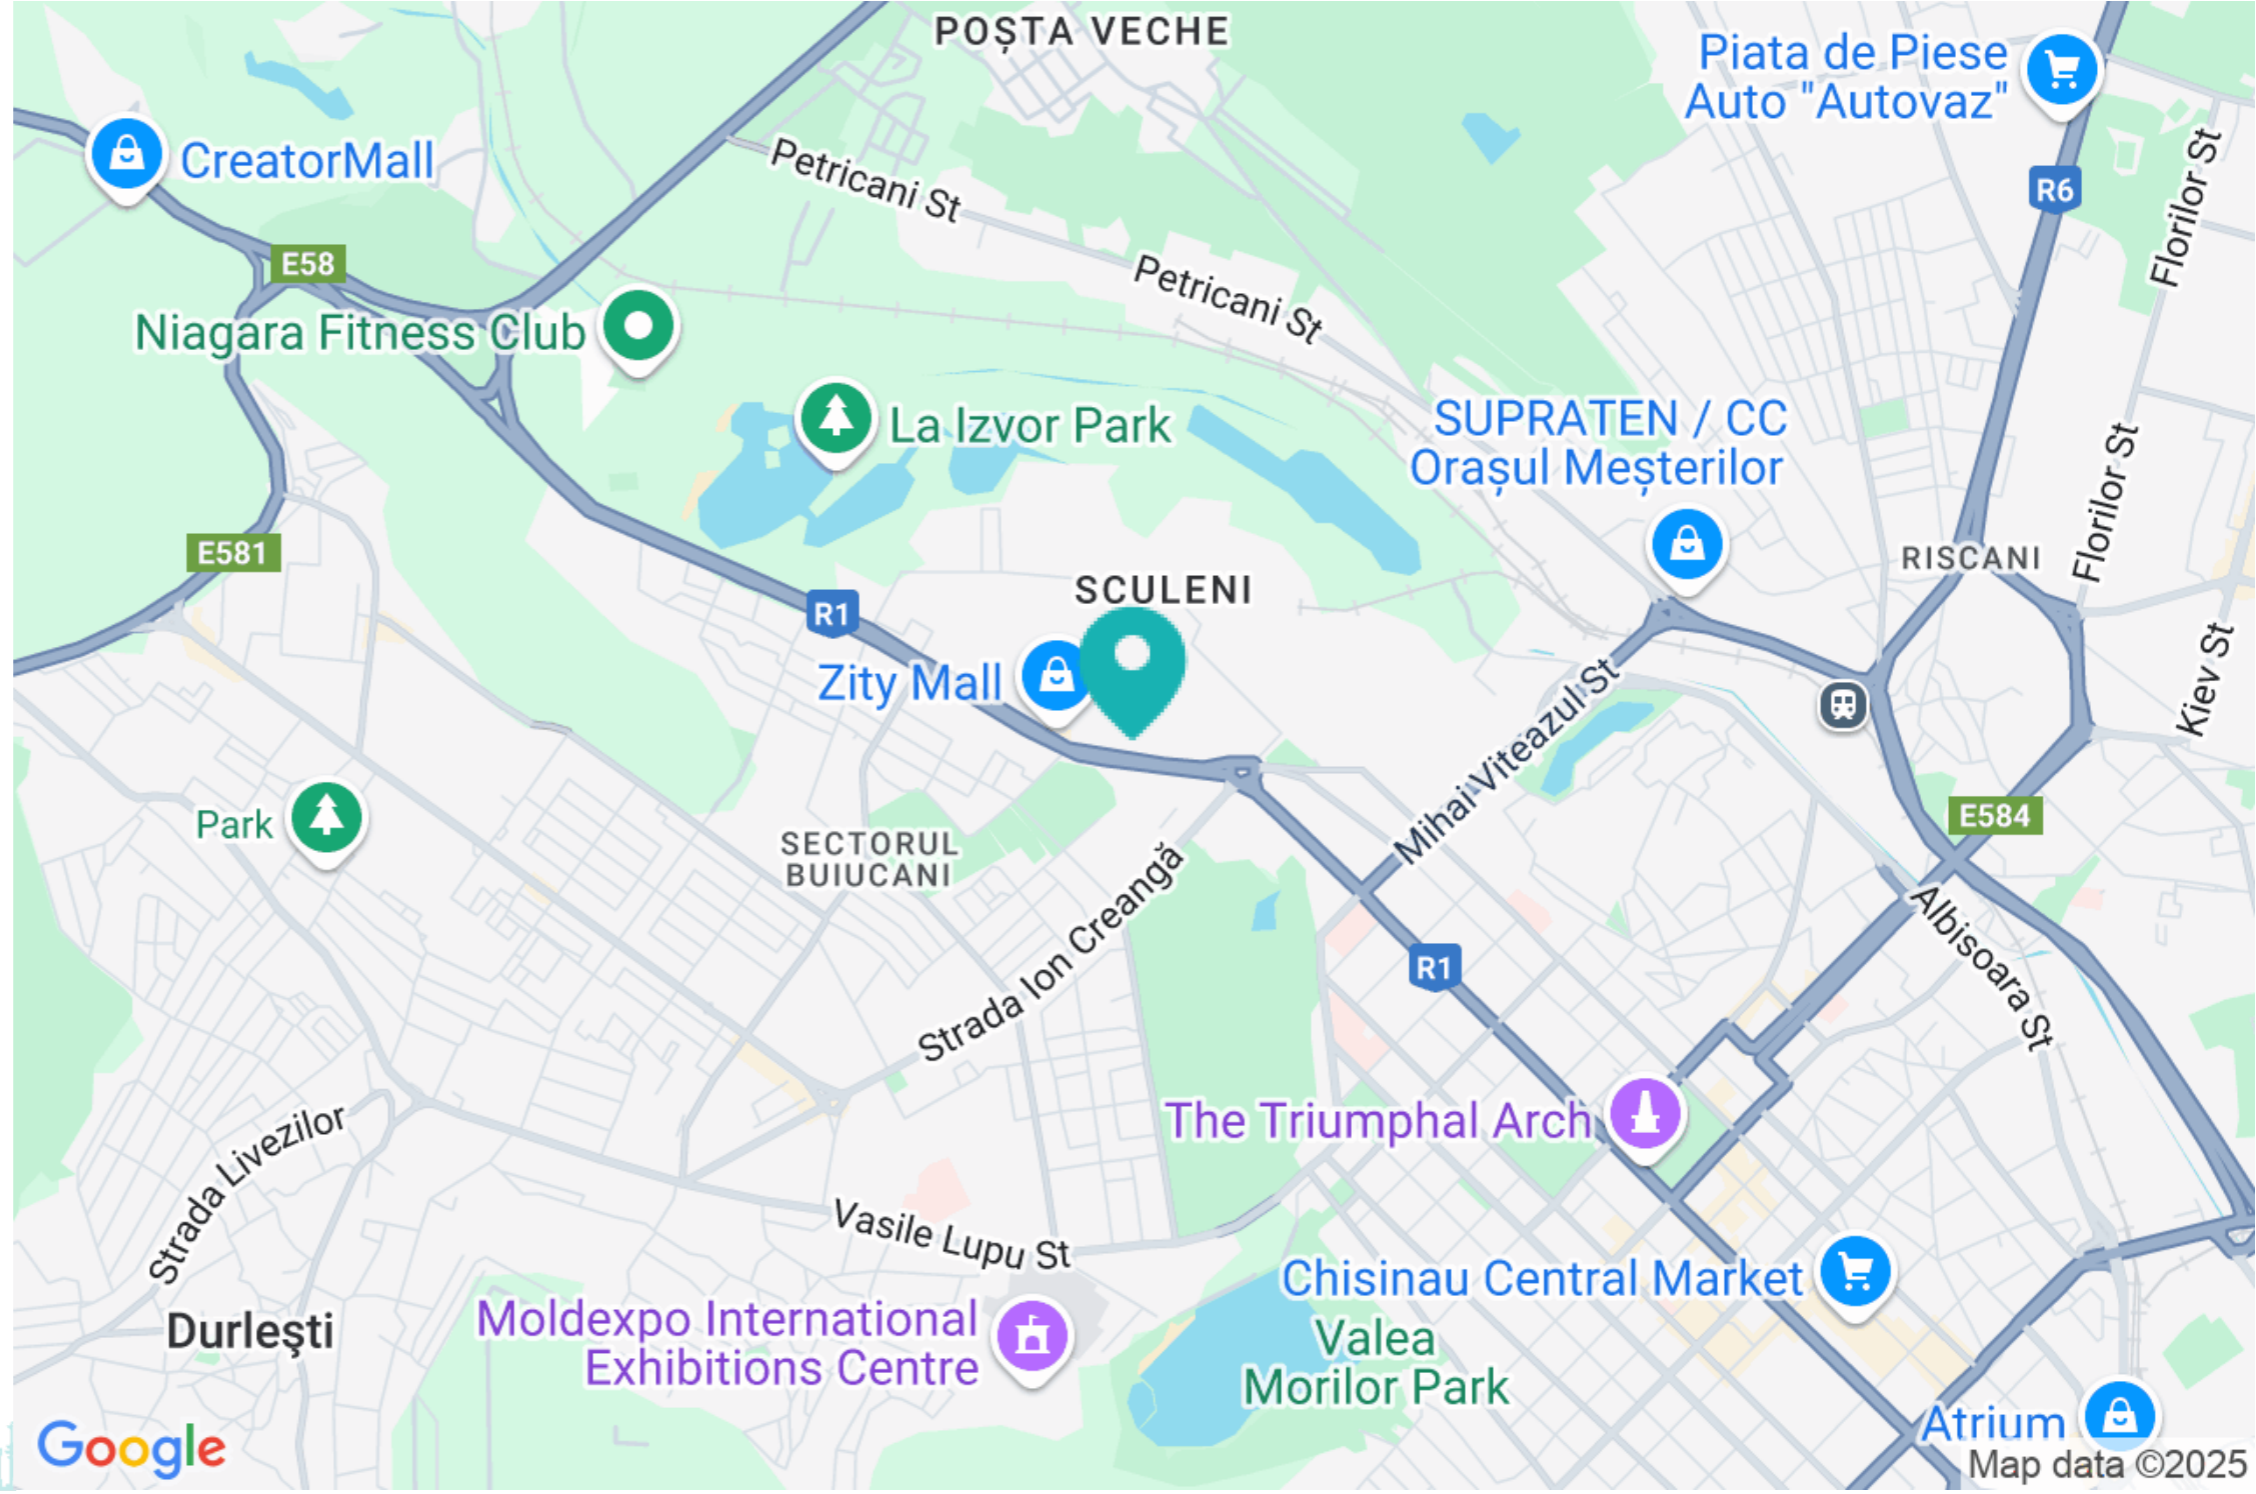 POȘTA VECHE
Piata de Piese
Auto "Autovaz"
CreatorMall
Petricani St
R6
Florilor St
E58
Petricani St
Niagara Fitness Club
La Izvor Park
SUPRATEN / CC
Orașul Meșterilor
Florilor St
E581
RISCANI
SCULENI
R1
Zity Mall
Mihai Viteazul St
Kiev St
Park
E584
SECTORUL
BUIUCANI
Strada Ion Creangă
R1
Albisoara St
The Triumphal Arch
Strada Livezilor
Vasile Lupu St
Chisinau Central Market
Durleşti
Moldexpo International
Exhibitions Centre
Valea
Morilor Park
Atrium
Google
Map data ©2025